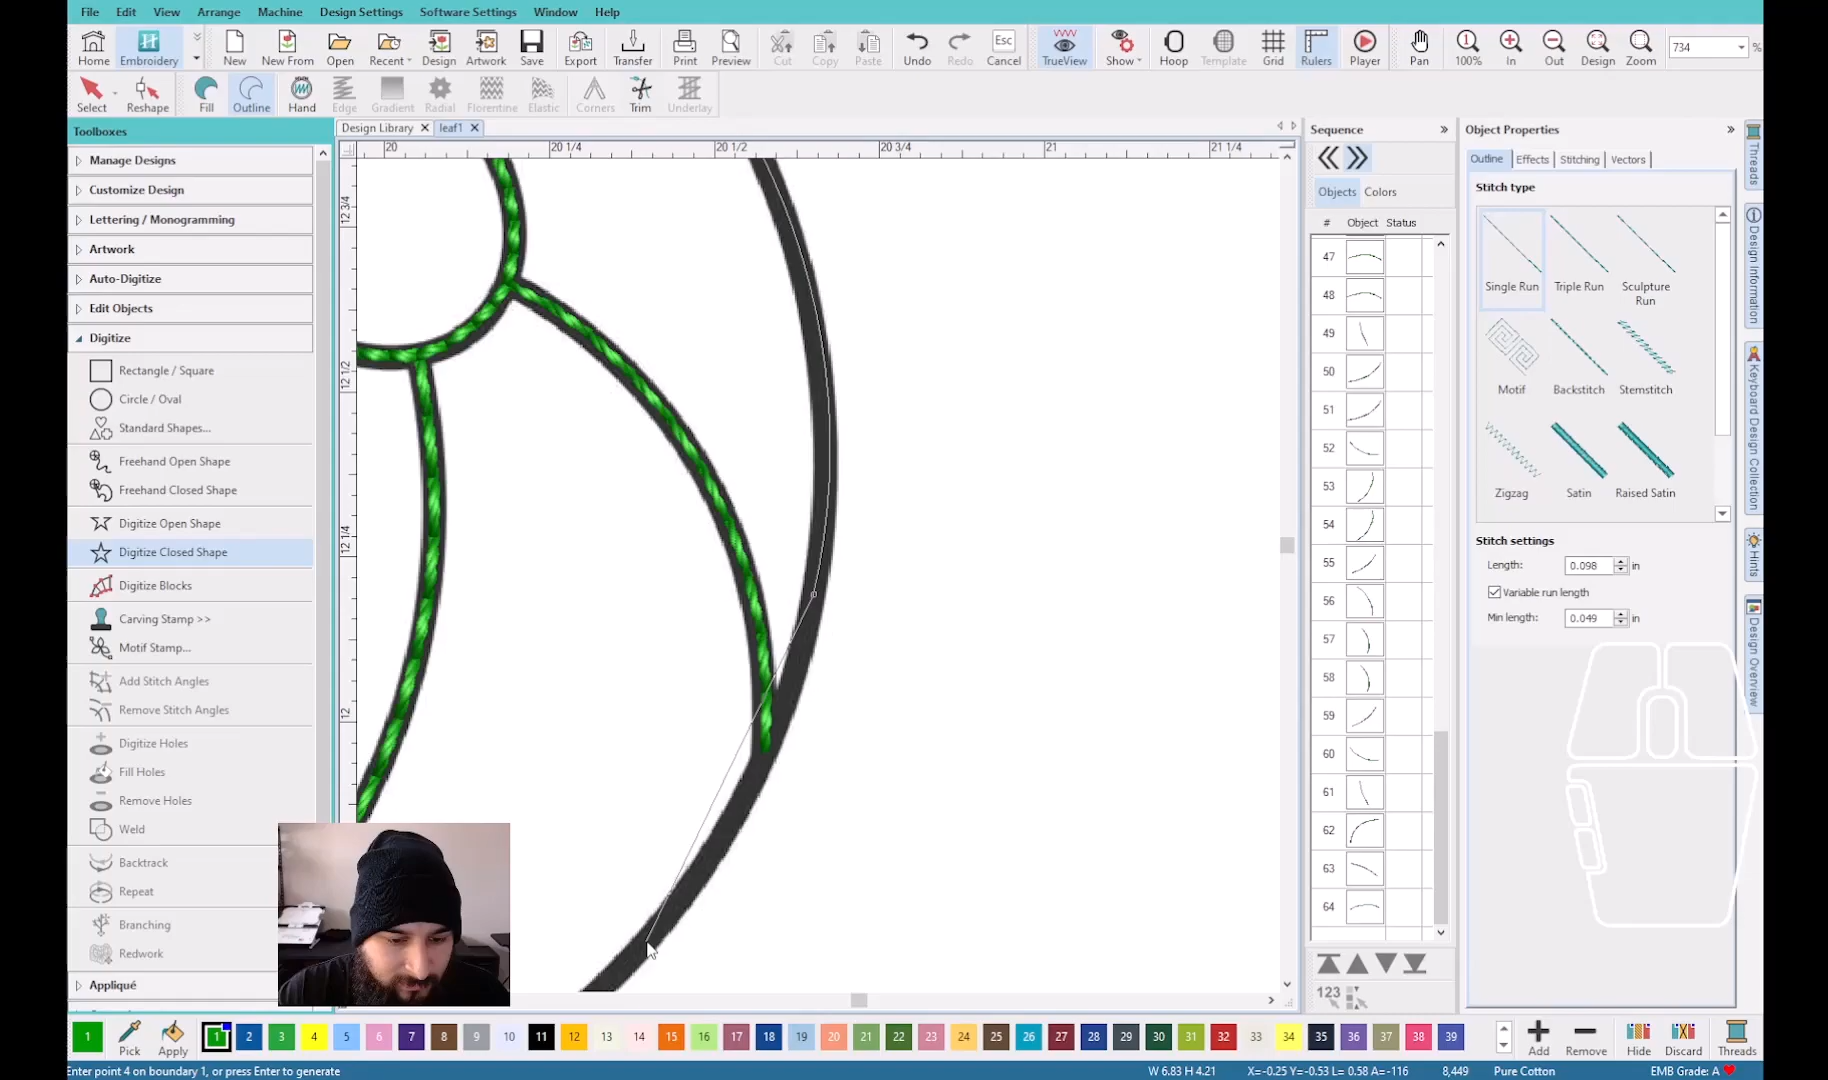 File Edit View Arrange Machine Design Settings Software Settings Window Help
Home Embroidery New New From Open Recent Design Artwork Save Export Transfer Print Preview Cut Copy Paste Undo Redo Esc Cancel TrueView Show Hoop Template Grid Rulers Player Pan 100% In Out Design Zoom 734 %
Select Reshape Fill Outline Hand Edge Gradient Radial Florentine Elastic Corners Trim Underlay
Toolboxes
Manage Designs
Customize Design
Lettering / Monogramming
Artwork
Auto-Digitize
Edit Objects
Digitize
Rectangle / Square
Circle / Oval
Standard Shapes...
Freehand Open Shape
Freehand Closed Shape
Digitize Open Shape
Digitize Closed Shape
Digitize Blocks
Carving Stamp >>
Motif Stamp...
Add Stitch Angles
Remove Stitch Angles
Digitize Holes
Fill Holes
Remove Holes
Weld
Backtrack
Repeat
Branching
Redwork
Appliqué
Design Library leaf1
20 20 1/4 20 1/2 20 3/4 21 21 1/4
12 3/4
12 1/2
12 1/4
12
Sequence
Objects Colors
# Object Status
47
48
49
50
51
52
53
54
55
56
57
58
59
60
61
62
63
64
123
Object Properties
Outline Effects Stitching Vectors
Stitch type
Single Run Triple Run Sculpture Run
Motif Backstitch Stemstitch
Zigzag Satin Raised Satin
Stitch settings
Length: 0.098 in
Variable run length
Min length: 0.049 in
Threads
Design Information
Keyboard Design Collection
Hints
Design Overview
1 Pick Apply 1 2 3 4 5 6 7 8 9 10 11 12 13 14 15 16 17 18 19 20 21 22 23 24 25 26 27 28 29 30 31 32 33 34 35 36 37 38 39 Add Remove Hide Discard Threads
Enter point 4 on boundary 1, or press Enter to generate W 6.83 H 4.21 X=-0.25 Y=-0.53 L= 0.58 A=-116 8,449 Pure Cotton EMB Grade: A